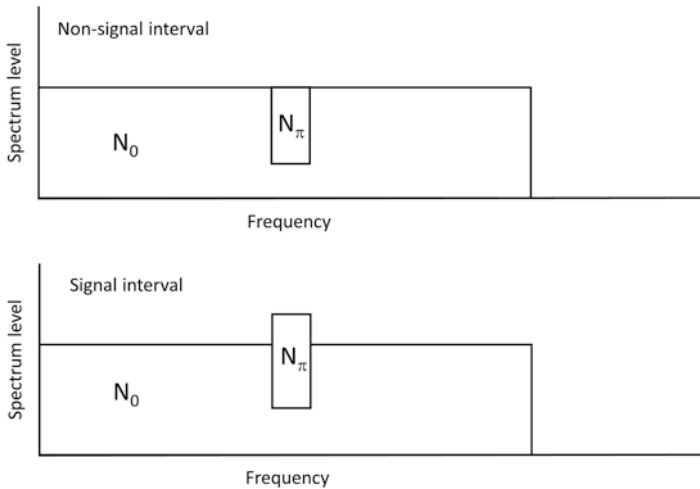 Non-signal interval
Spectrum level
N₀
Nπ
Frequency
Signal interval
Spectrum level
N₀
Nπ
Frequency